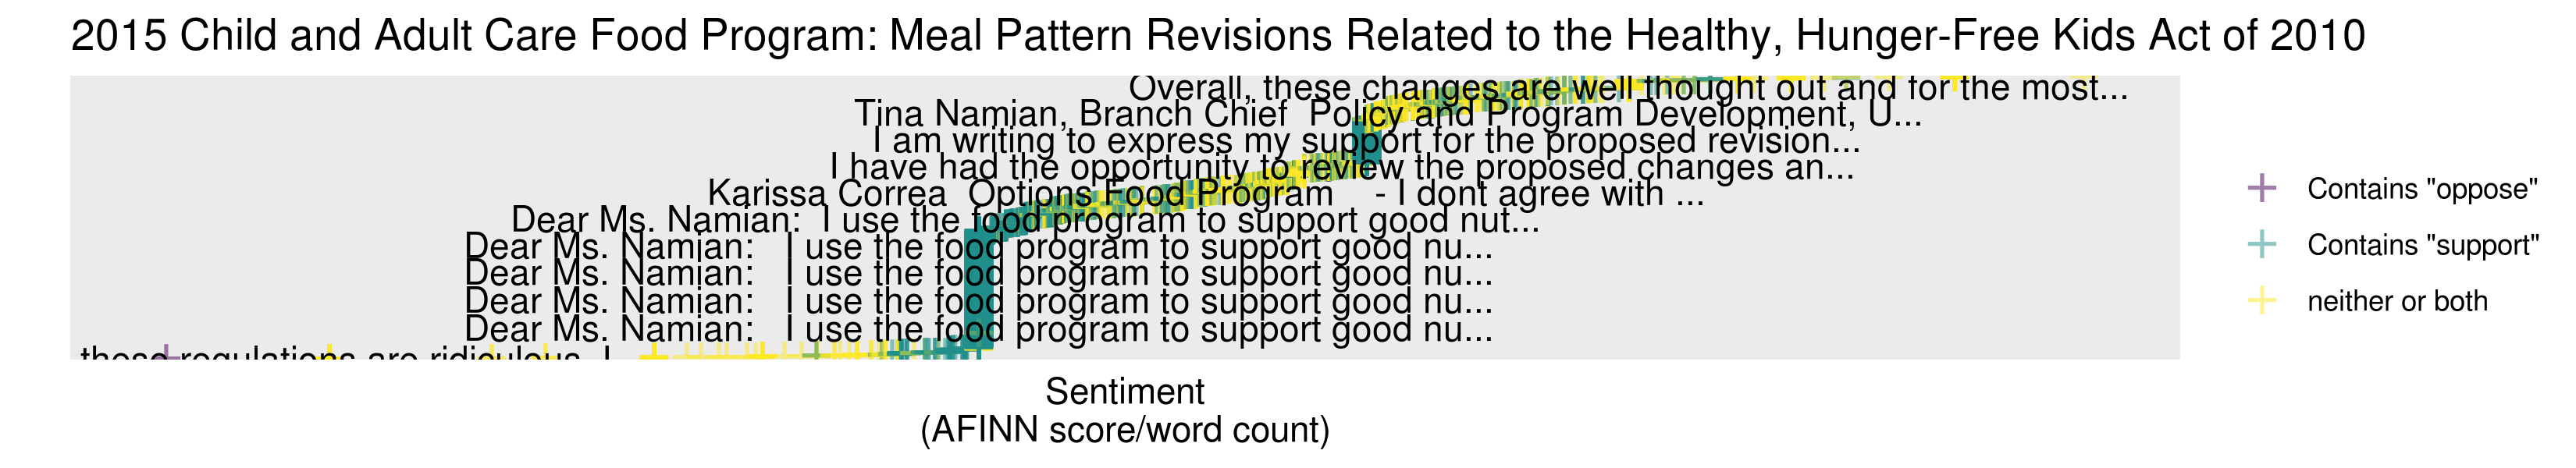 2015 Child and Adult Care Food Program: Meal Pattern Revisions Related to the Healthy, Hunger-Free Kids Act of 2010
Overall, these changes are well thought out and for the most...
Tina Namian, Branch Chief  Policy and Program Development, U...
I am writing to express my support for the proposed revision...
I have had the opportunity to review the proposed changes an...
Karissa Correa  Options Food Program    - I dont agree with ...
Dear Ms. Namian:  I use the food program to support good nut...
Dear Ms. Namian:   I use the food program to support good nu...
Dear Ms. Namian:   I use the food program to support good nu...
Dear Ms. Namian:   I use the food program to support good nu...
Dear Ms. Namian:   I use the food program to support good nu...
these regulations are ridiculous. I
Contains "oppose"
Contains "support"
neither or both
Sentiment
(AFINN score/word count)